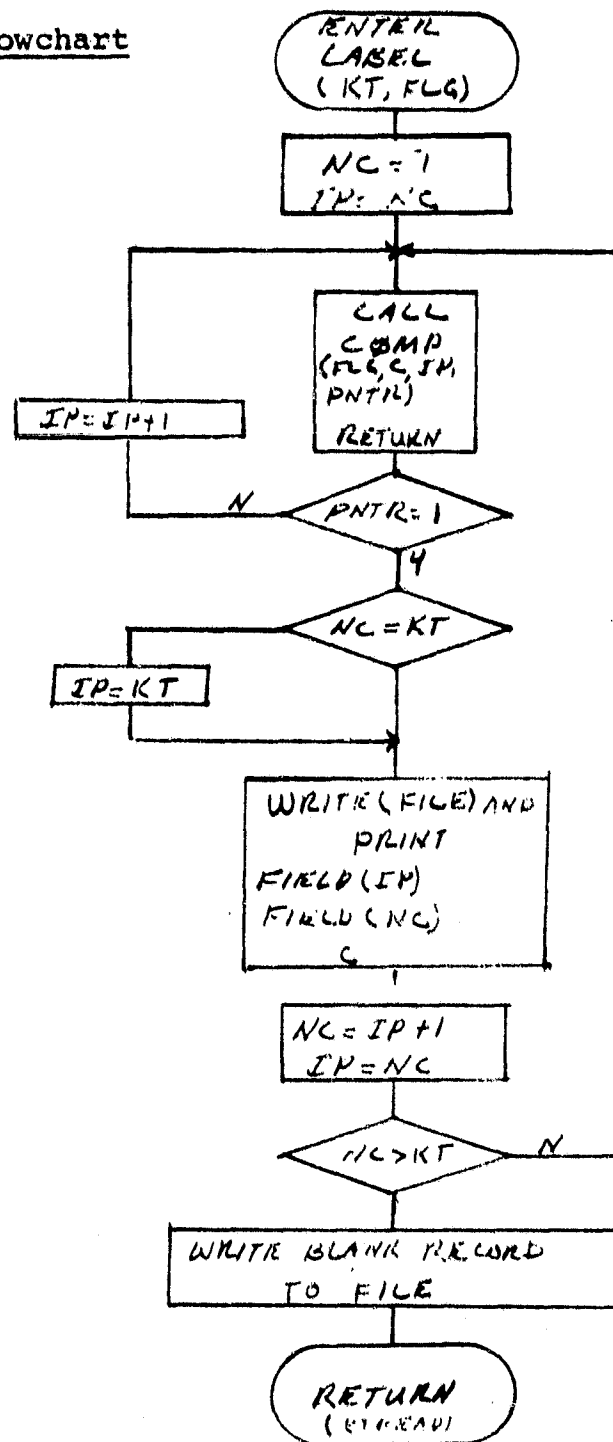 owchart
ENTER
LABEL
(KT, FLG)
NC = 1
IP = NC
CALL
COMP
(FLG, C, IP,
PNTR)
RETURN
IP = IP+1
N
PNTR = 1
Y
NC = KT
IP = KT
WRITE (FILE) AND
PRINT
FIELD (IP)
FIELD (NC)
C
NC = IP + 1
IP = NC
NC > KT
N
WRITE BLANK RECORD
TO FILE
RETURN